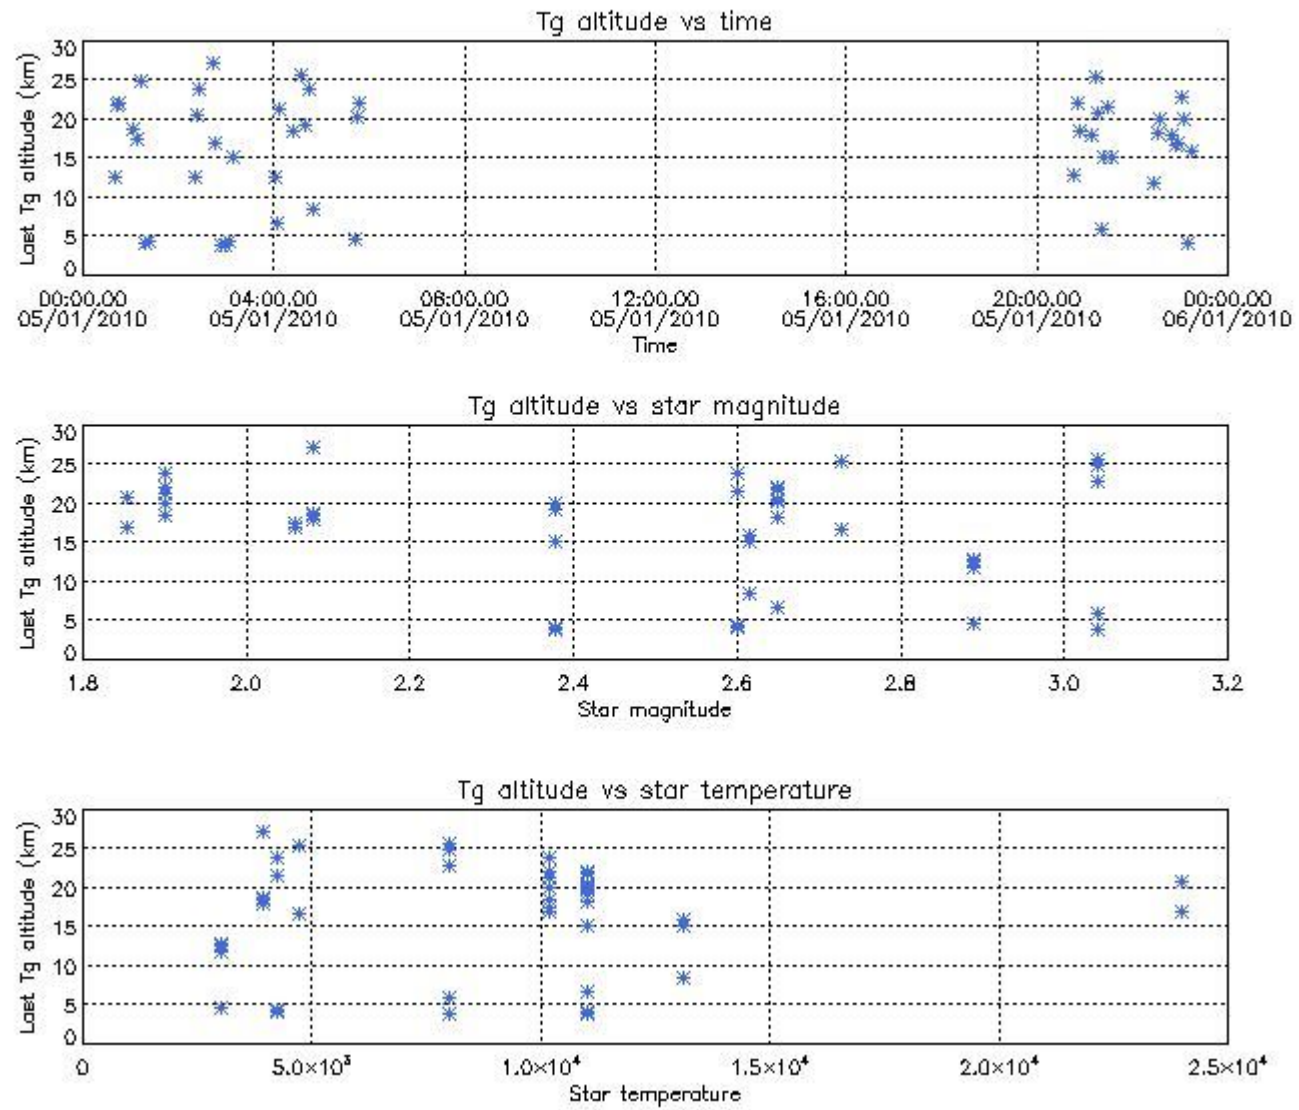 Tg altitude vs time
Last Tg altitude (km)
30
25
20
15
10
5
0
00:00.00 04:00.00 08:00.00 12:00.00 16:00.00 20:00.00 00:00.00
05/01/2010 05/01/2010 05/01/2010 05/01/2010 05/01/2010 05/01/2010 06/01/2010
Time
Tg altitude vs star magnitude
Last Tg altitude (km)
30
25
20
15
10
5
0
1.8 2.0 2.2 2.4 2.6 2.8 3.0 3.2
Star magnitude
Tg altitude vs star temperature
Last Tg altitude (km)
30
25
20
15
10
5
0
0 5.0×10³ 1.0×10⁴ 1.5×10⁴ 2.0×10⁴ 2.5×10⁴
Star temperature